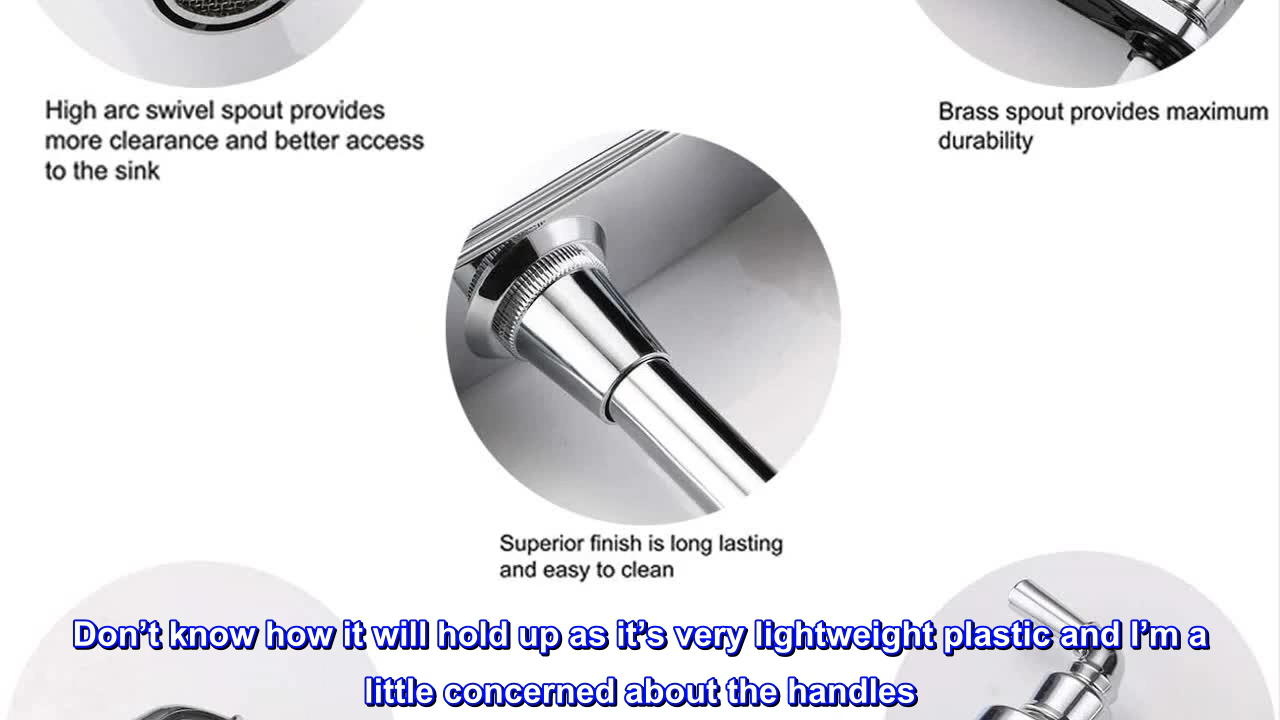 High arc swivel spout provides
more clearance and better access
to the sink
Brass spout provides maximum
durability
Superior finish is long lasting
and easy to clean
Don’t know how it will hold up as it’s very lightweight plastic and I’m a
little concerned about the handles